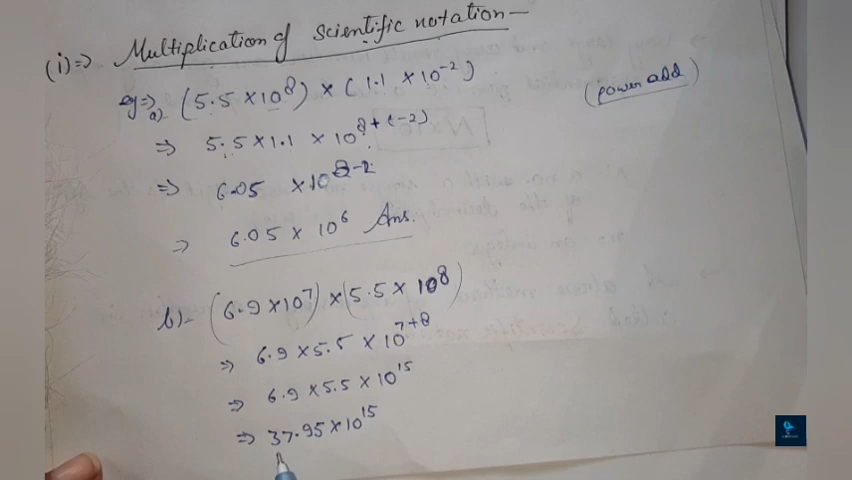 (i)⇒ Multiplication of scientific notation—
eg⇒ a)- (5.5 × 10⁸) × (1.1 × 10⁻²) (power add)
⇒ 5.5 × 1.1 × 10⁸⁺⁽⁻²⁾
⇒ 6.05 × 10⁸⁻²
⇒ 6.05 × 10⁶ Ans.
b)- (6.9 × 10⁷) × (5.5 × 10⁸)
⇒ 6.9 × 5.5 × 10⁷⁺⁸
⇒ 6.9 × 5.5 × 10¹⁵
⇒ 37.95 × 10¹⁵